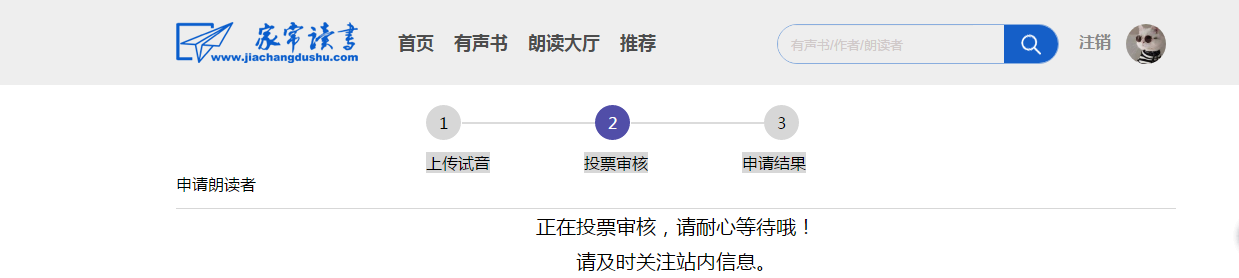 家常读书
www.jiachangdushu.com
首页 有声书 朗读大厅 推荐
有声书/作者/朗读者
注销
1 2 3
上传试音 投票审核 申请结果
申请朗读者
正在投票审核，请耐心等待哦！
请及时关注站内信息。